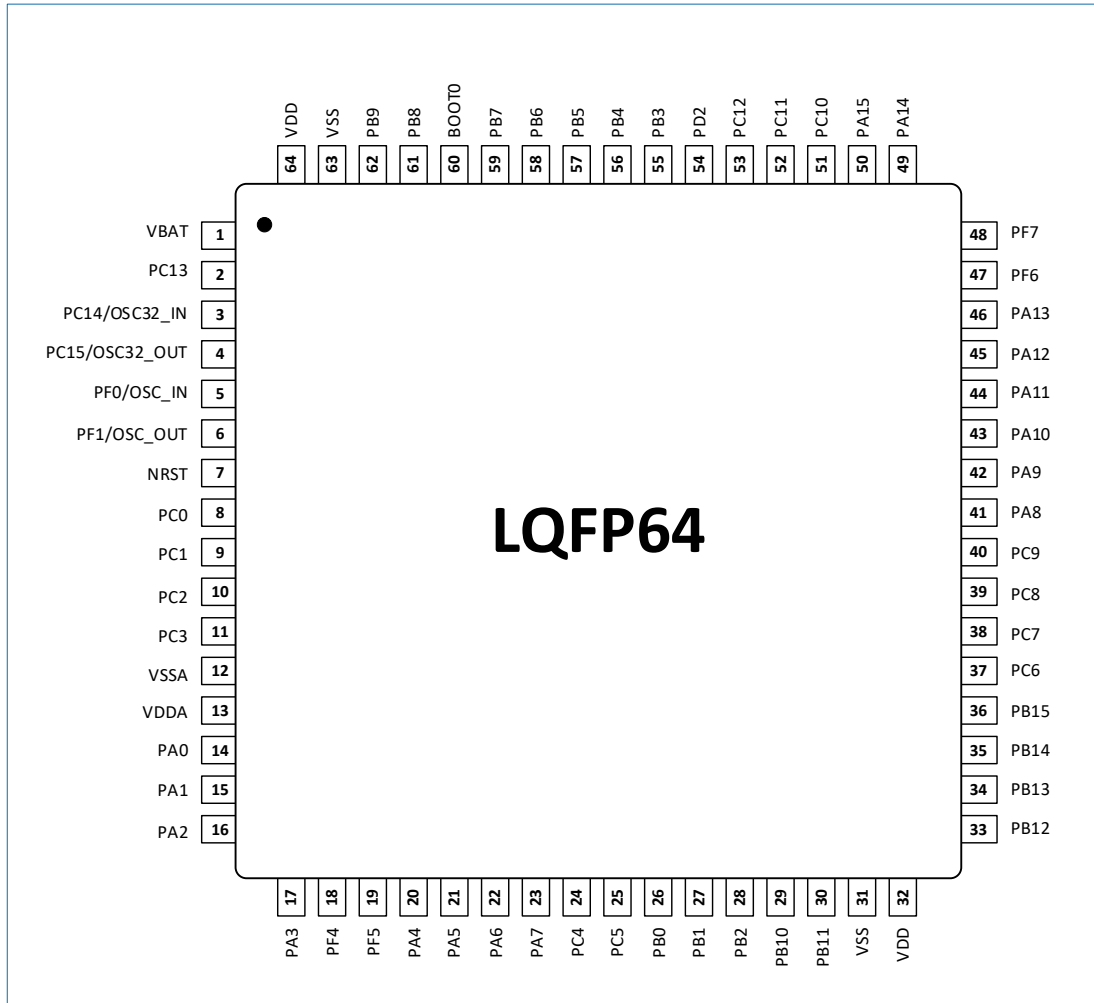 VDD VSS PB9 PB8 BOOT0 PB7 PB6 PB5 PB4 PB3 PD2 PC12 PC11 PC10 PA15 PA14
64 63 62 61 60 59 58 57 56 55 54 53 52 51 50 49
VBAT 1 48 PF7
PC13 2 47 PF6
PC14/OSC32_IN 3 46 PA13
PC15/OSC32_OUT 4 45 PA12
PF0/OSC_IN 5 44 PA11
PF1/OSC_OUT 6 43 PA10
NRST 7 42 PA9
PC0 8 41 PA8
LQFP64
PC1 9 40 PC9
PC2 10 39 PC8
PC3 11 38 PC7
VSSA 12 37 PC6
VDDA 13 36 PB15
PA0 14 35 PB14
PA1 15 34 PB13
PA2 16 33 PB12
17 18 19 20 21 22 23 24 25 26 27 28 29 30 31 32
PA3 PF4 PF5 PA4 PA5 PA6 PA7 PC4 PC5 PB0 PB1 PB2 PB10 PB11 VSS VDD